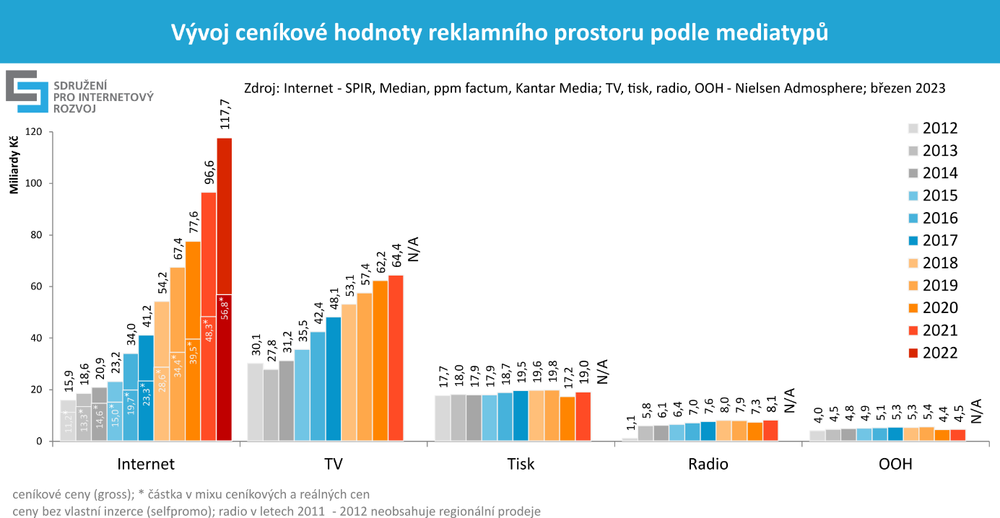 Vývoj ceníkové hodnoty reklamního prostoru podle mediatypů
SDRUŽENÍ
PRO INTERNETOVÝ
ROZVOJ
Zdroj: Internet - SPIR, Median, ppm factum, Kantar Media; TV, tisk, radio, OOH - Nielsen Admosphere; březen 2023
Miliardy Kč
120
100
80
60
40
20
0
15,9 18,6 20,9 23,2 34,0 41,2 54,2 67,4 77,6 96,6 117,7
11,2* 13,3* 14,6* 15,0* 19,7* 23,3* 28,6* 34,4* 39,5* 48,3* 56,8*
30,1 27,8 31,2 35,5 42,4 48,1 53,1 57,4 62,2 64,4 N/A
17,7 18,0 17,9 17,9 18,7 19,5 19,6 19,8 17,2 19,0 N/A
1,1 5,8 6,1 6,4 7,0 7,6 8,0 7,9 7,3 8,1 N/A
4,0 4,5 4,8 4,9 5,1 5,3 5,3 5,4 4,4 4,5 N/A
Internet TV Tisk Radio OOH
2012
2013
2014
2015
2016
2017
2018
2019
2020
2021
2022
ceníkové ceny (gross); * částka v mixu ceníkových a reálných cen
ceny bez vlastní inzerce (selfpromo); radio v letech 2011 - 2012 neobsahuje regionální prodeje